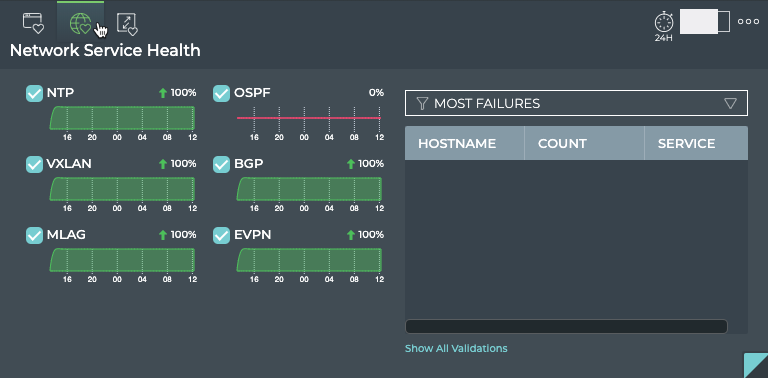 24H
Network Service Health
NTP 100%
16 20 00 04 08 12
OSPF 0%
16 20 00 04 08 12
VXLAN 100%
16 20 00 04 08 12
BGP 100%
16 20 00 04 08 12
MLAG 100%
16 20 00 04 08 12
EVPN 100%
16 20 00 04 08 12
MOST FAILURES
HOSTNAME COUNT SERVICE
Show All Validations